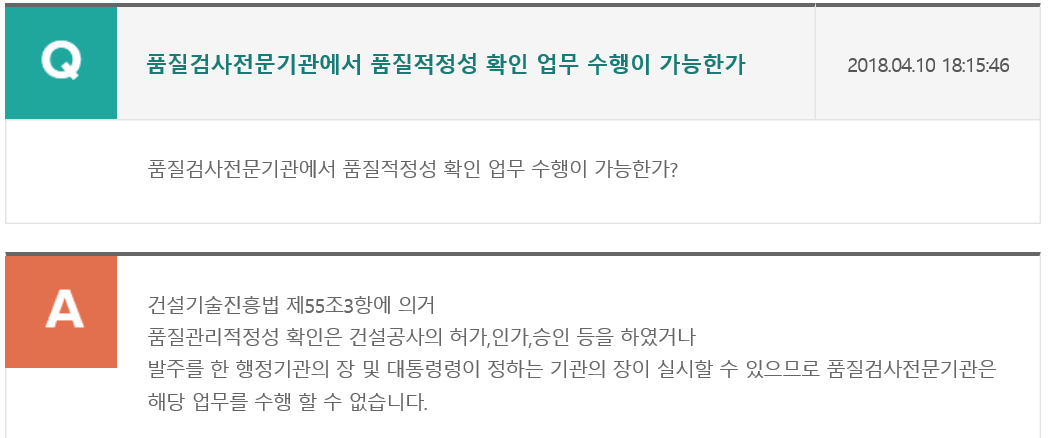 Q
품질검사전문기관에서 품질적정성 확인 업무 수행이 가능한가
2018.04.10 18:15:46
품질검사전문기관에서 품질적정성 확인 업무 수행이 가능한가?
A
건설기술진흥법 제55조3항에 의거
품질관리적정성 확인은 건설공사의 허가,인가,승인 등을 하였거나
발주를 한 행정기관의 장 및 대통령령이 정하는 기관의 장이 실시할 수 있으므로 품질검사전문기관은
해당 업무를 수행 할 수 없습니다.